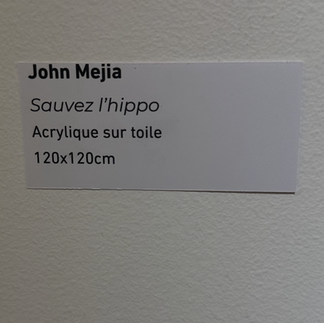 John Mejia
Sauvez l'hippo
Acrylique sur toile
120x120cm